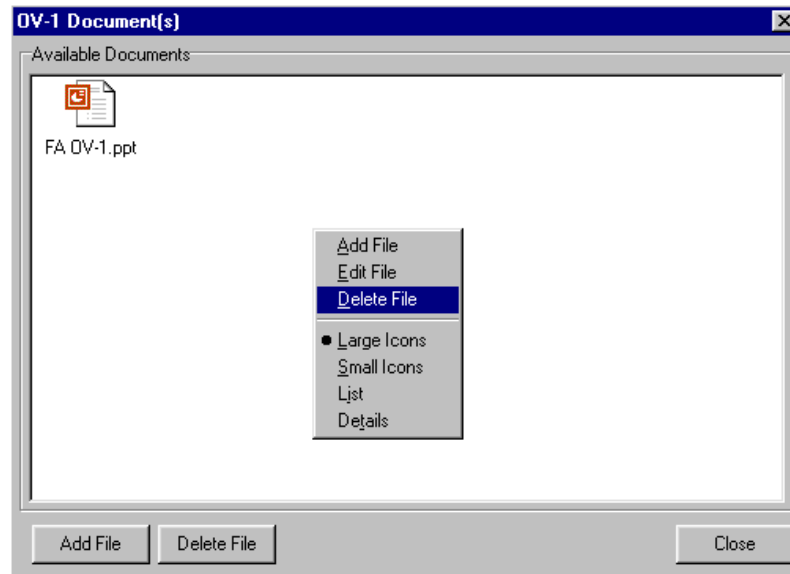 OV-1 Document(s)
Available Documents
FA OV-1.ppt
Add File
Edit File
Delete File
Large Icons
Small Icons
List
Details
Add File
Delete File
Close